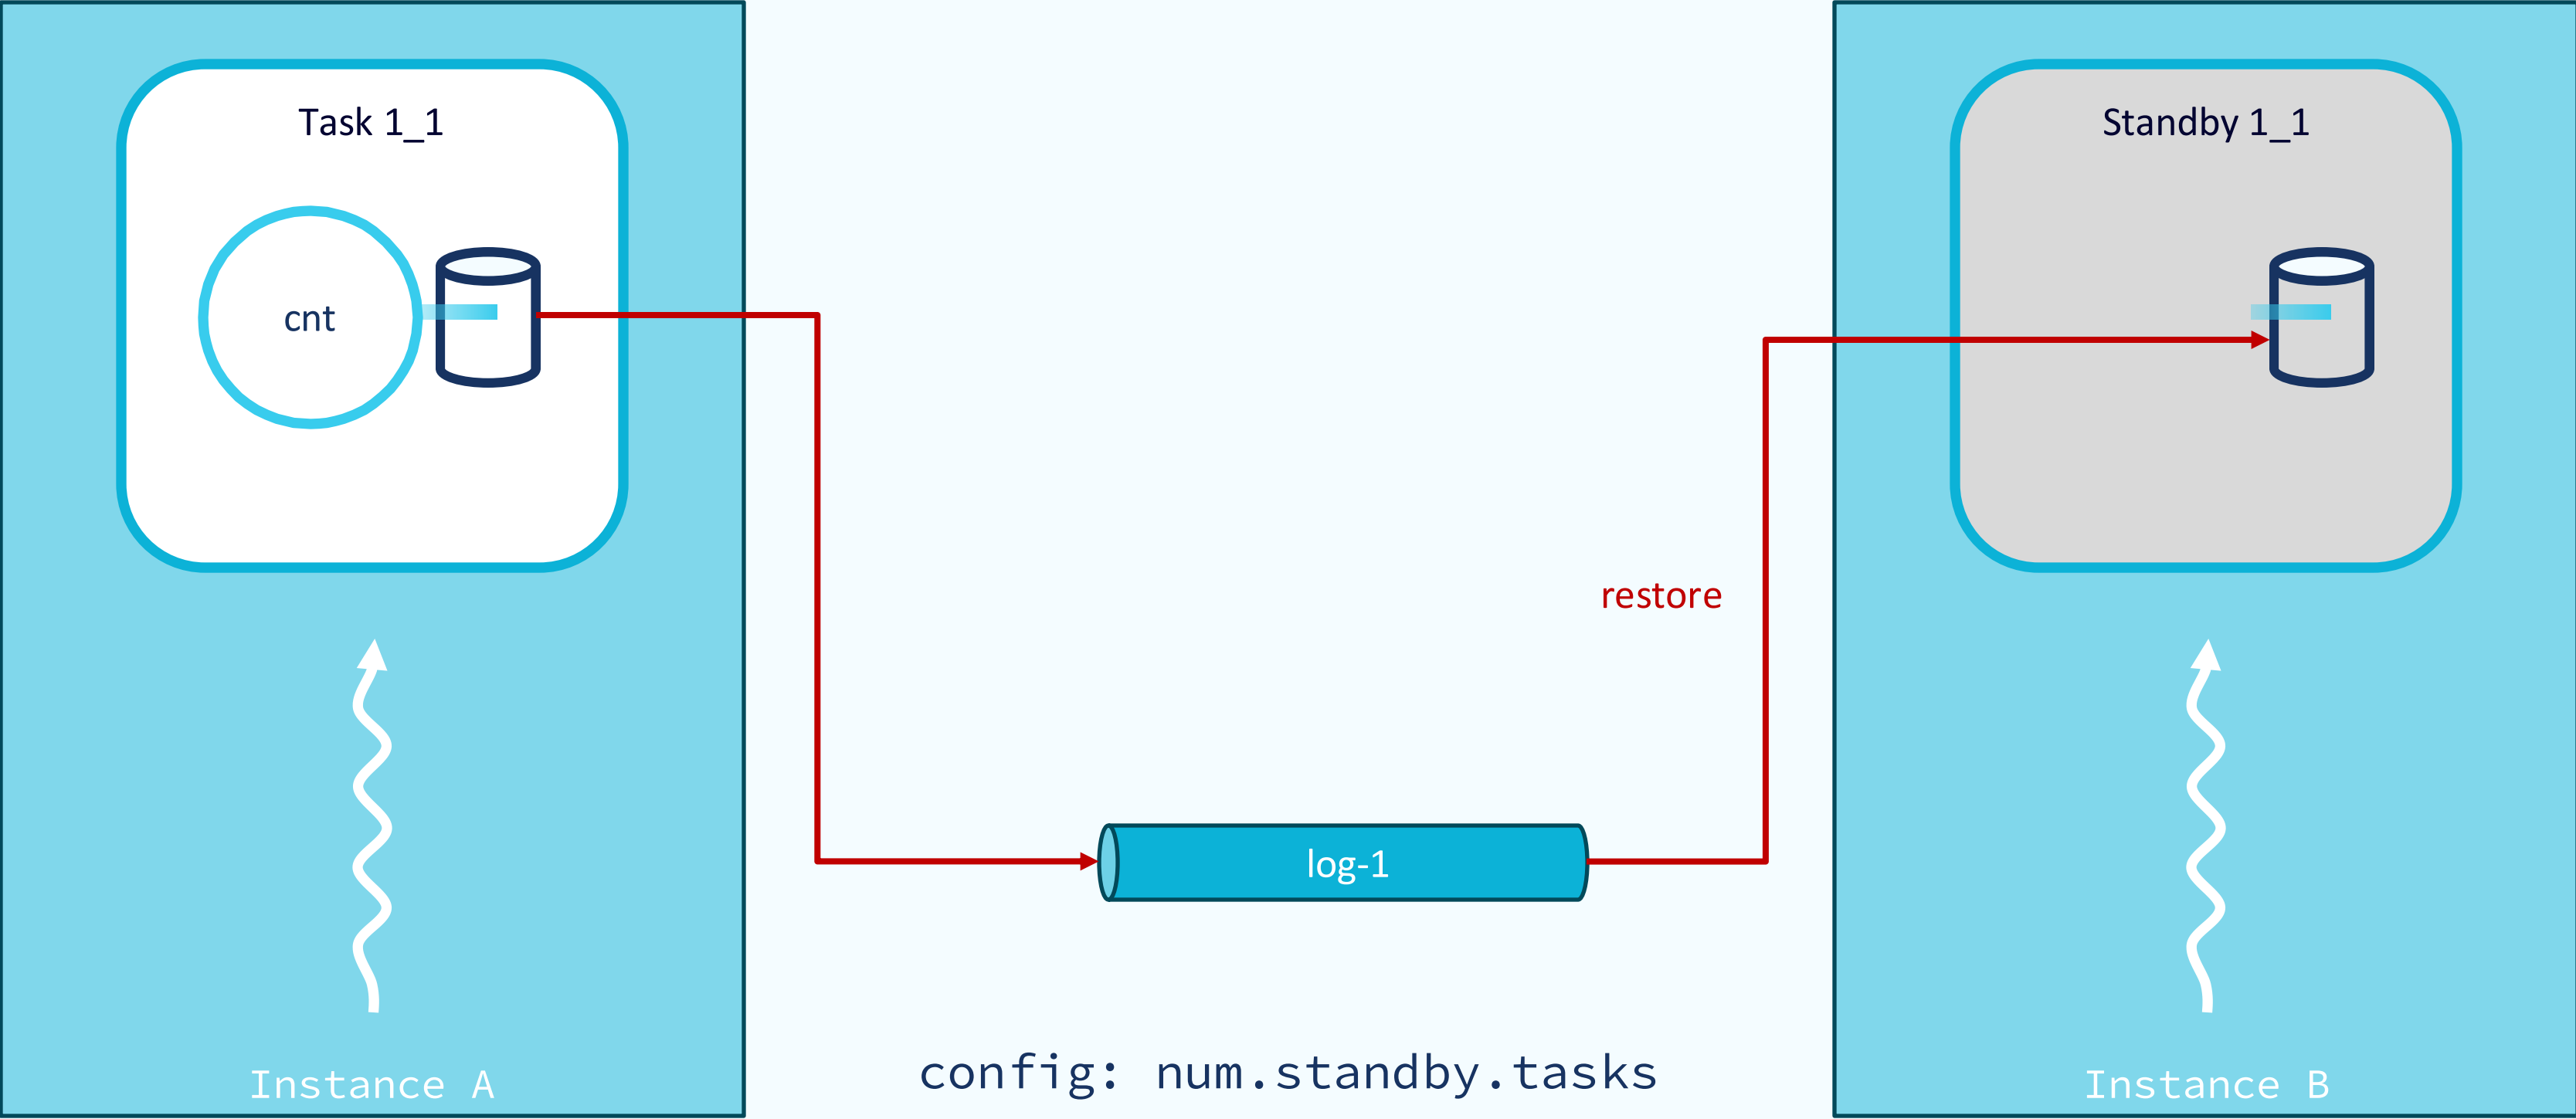 Task 1_1
Standby 1_1
cnt
restore
log-1
config: num.standby.tasks
Instance A
Instance B